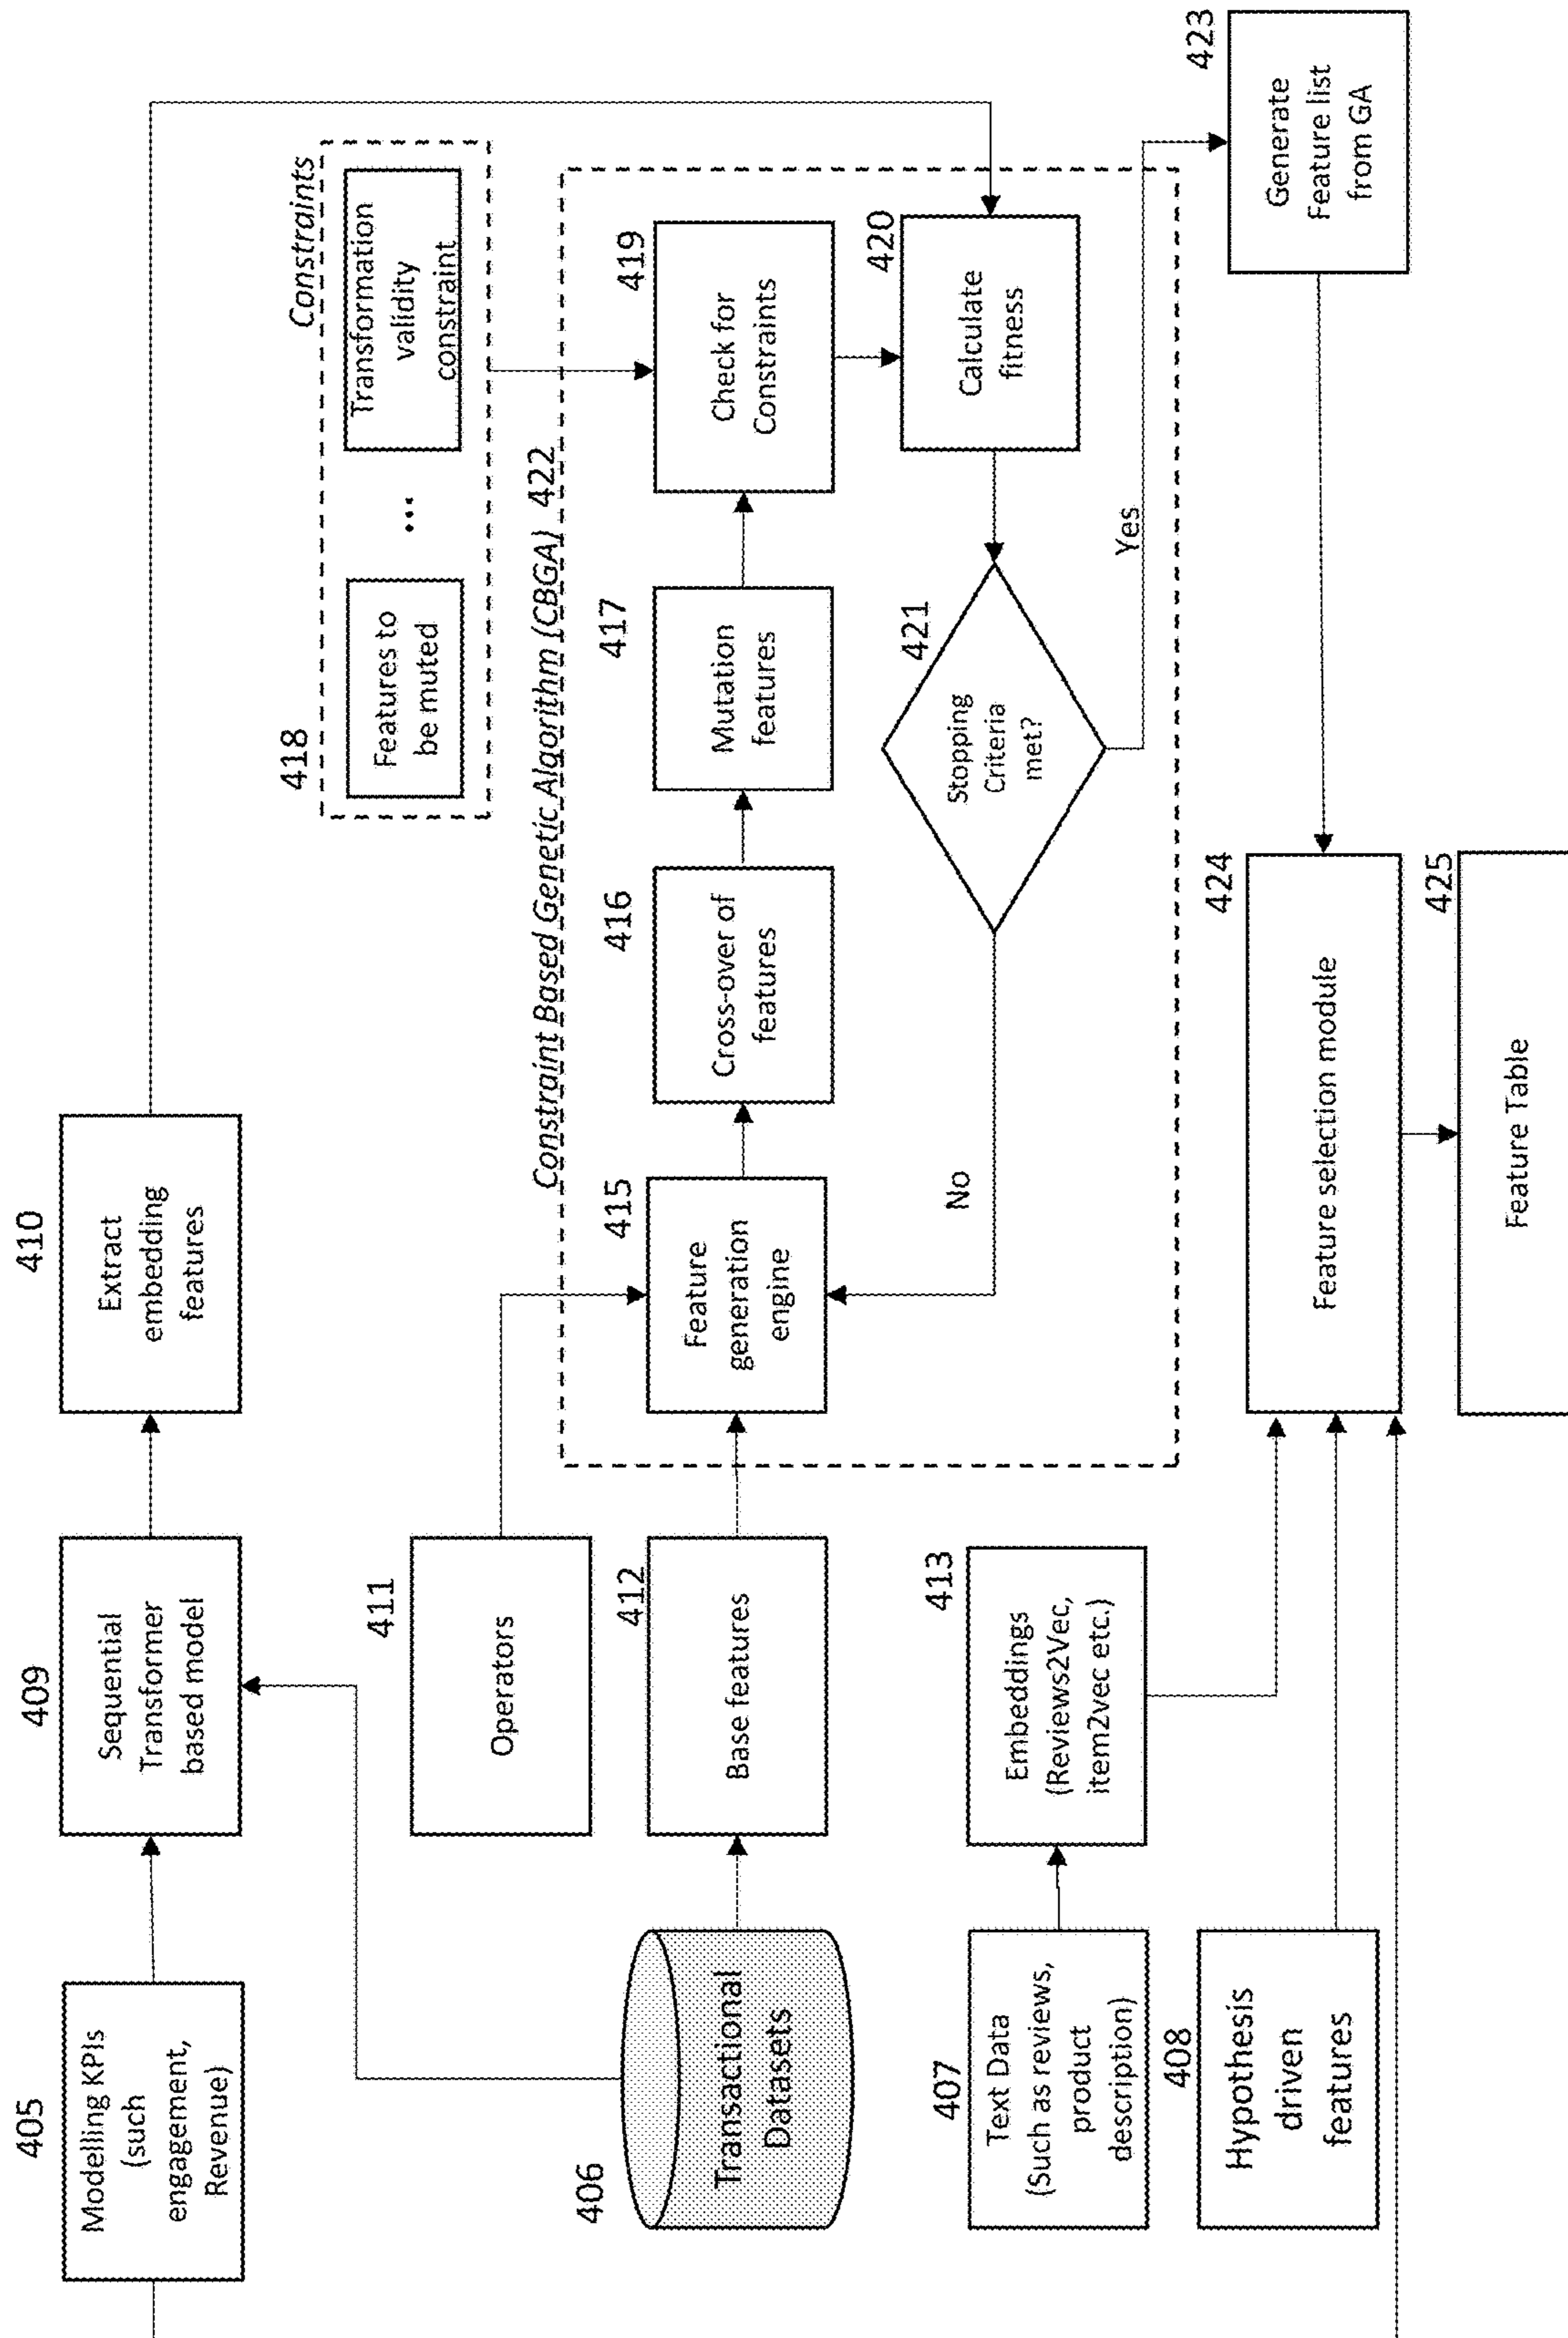 405
Modelling KPIs
(such
engagement,
Revenue)
409
Sequential
Transformer
based model
410
Extract
embedding
features
406
Transactional
Datasets
411
Operators
412
Base features
418
Constraints
Features to
be muted
...
Transformation
validity
constraint
Constraint Based Genetic Algorithm (CBGA) 422
415
Feature
generation
engine
416
Cross-over of
features
417
Mutation
features
419
Check for
Constraints
420
Calculate
fitness
421
Stopping
Criteria
met?
No
Yes
407
Text Data
(Such as reviews,
product
description)
413
Embeddings
(Reviews2Vec,
item2vec etc.)
408
Hypothesis
driven
features
423
Generate
Feature list
from GA
424
Feature selection module
425
Feature Table